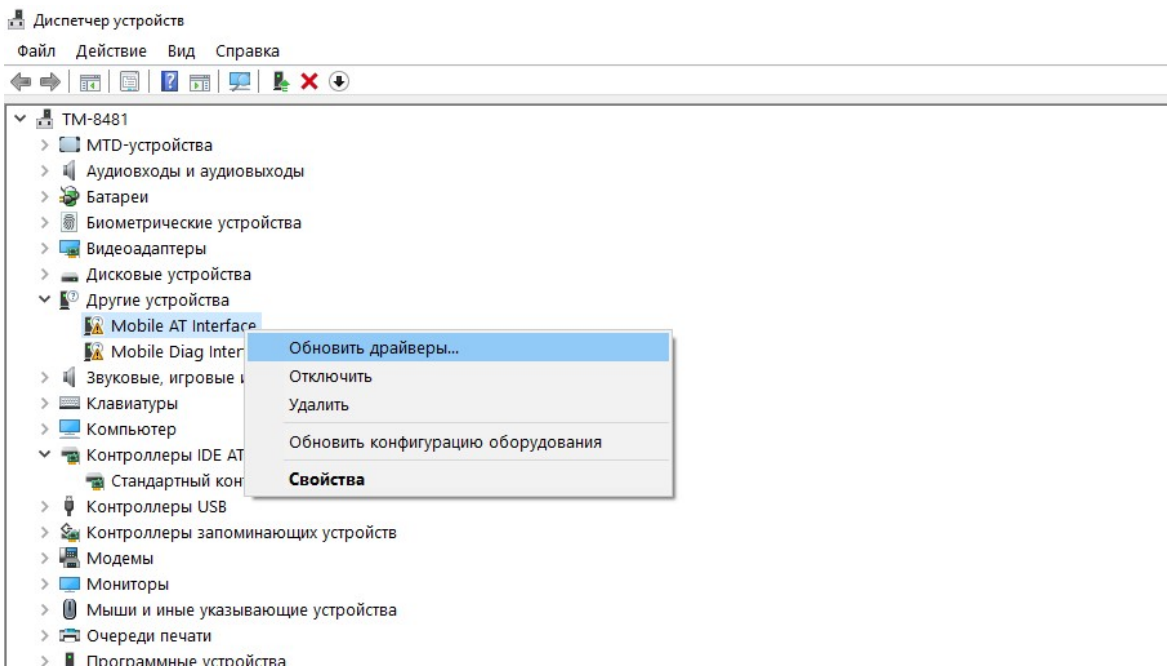 Диспетчер устройств
Файл Действие Вид Справка
TM-8481
MTD-устройства
Аудиовходы и аудиовыходы
Батареи
Биометрические устройства
Видеоадаптеры
Дисковые устройства
Другие устройства
Mobile AT Interface
Mobile Diag Inter
Звуковые, игровые
Клавиатуры
Компьютер
Контроллеры IDE AT
Стандартный кон
Контроллеры USB
Контроллеры запоминающих устройств
Модемы
Мониторы
Мыши и иные указывающие устройства
Очереди печати
Программные устройства
Обновить драйверы...
Отключить
Удалить
Обновить конфигурацию оборудования
Свойства